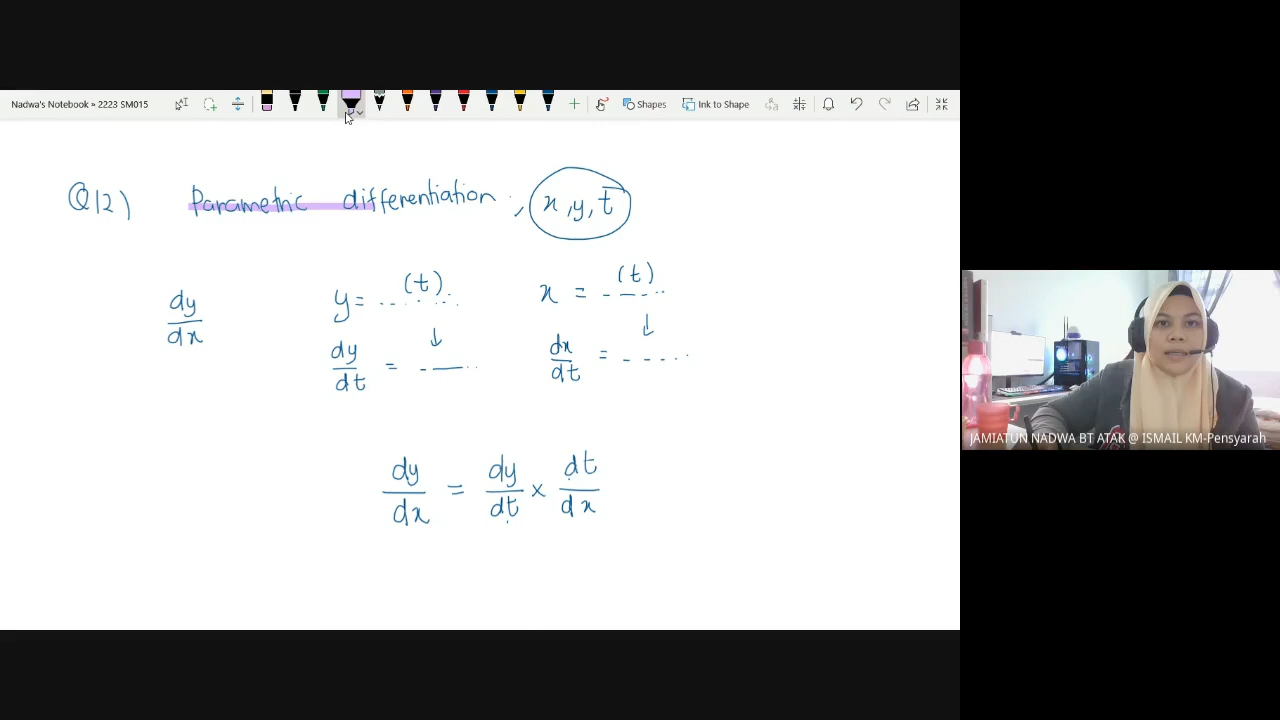 Nadwa's Notebook » 2223 SM015
Shapes
Ink to Shape
Q12) Parametric differentiation, x, y, t
dy/dx
y = ....(t)
x = ....(t)
dy/dt = ....
dx/dt = ....
dy/dx = dy/dt × dt/dx
JAMIATUN NADWA BT ATAK @ ISMAIL KM-Pensyarah